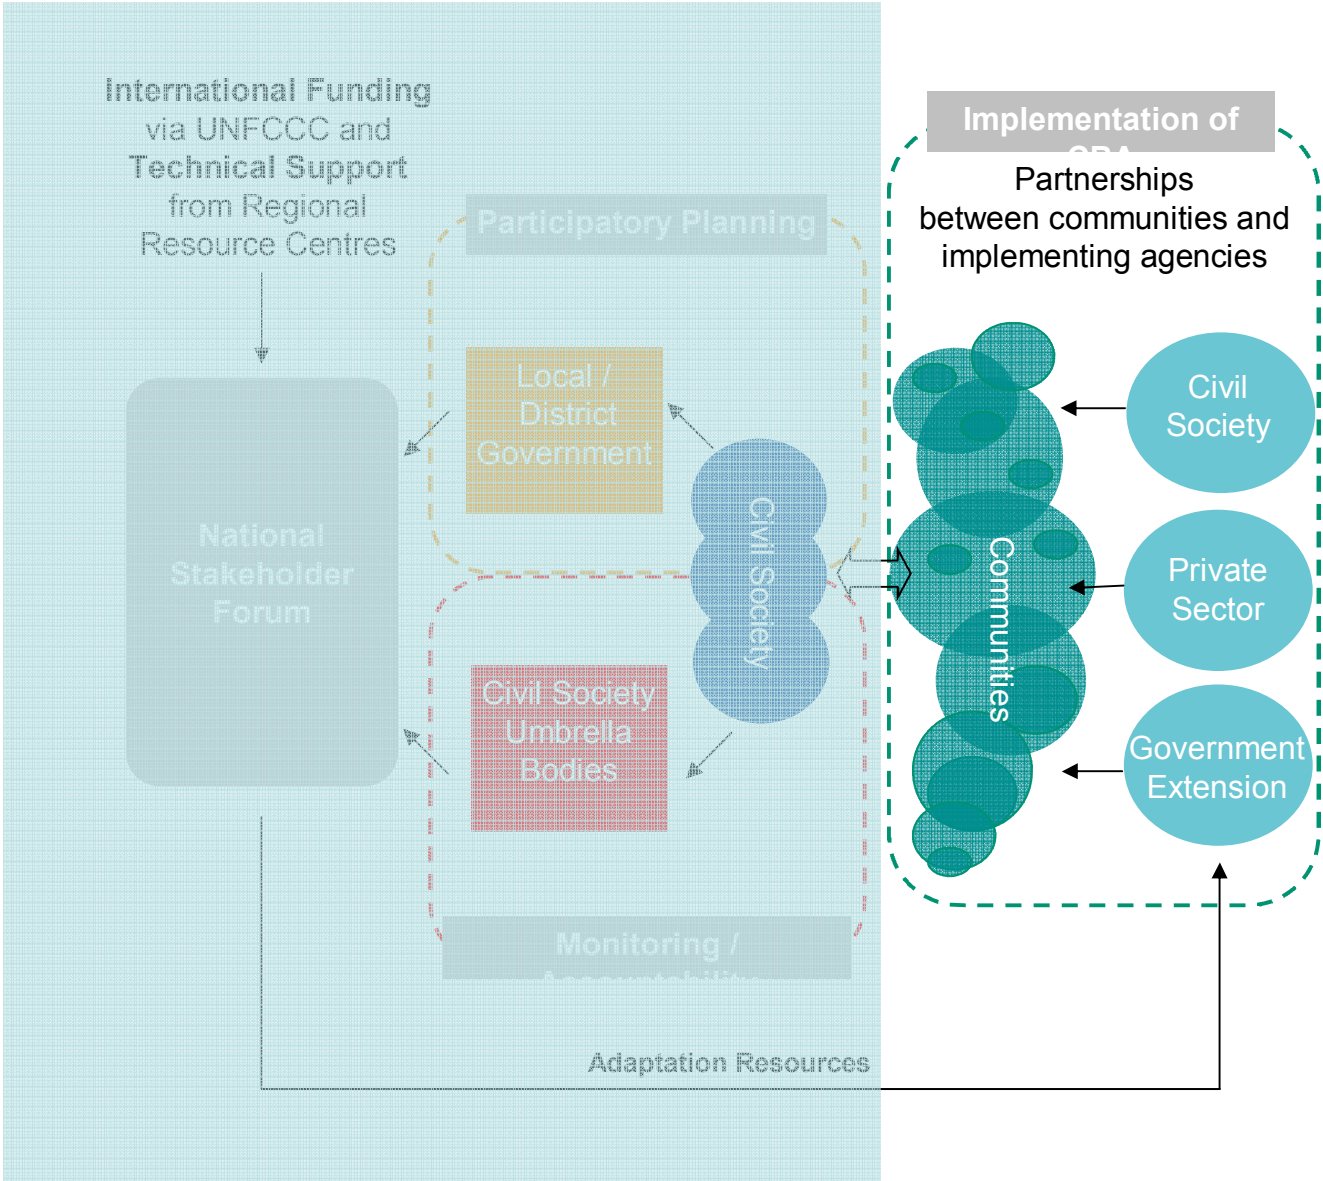 International Funding
via UNFCCC and
Technical Support
from Regional
Resource Centres
Participatory Planning
Local /
District
Government
National
Stakeholder
Forum
Civil Society
Civil Society
Umbrella
Bodies
Monitoring /
Accountability
Adaptation Resources
Implementation of
CBA
Partnerships
between communities and
implementing agencies
Communities
Civil
Society
Private
Sector
Government
Extension